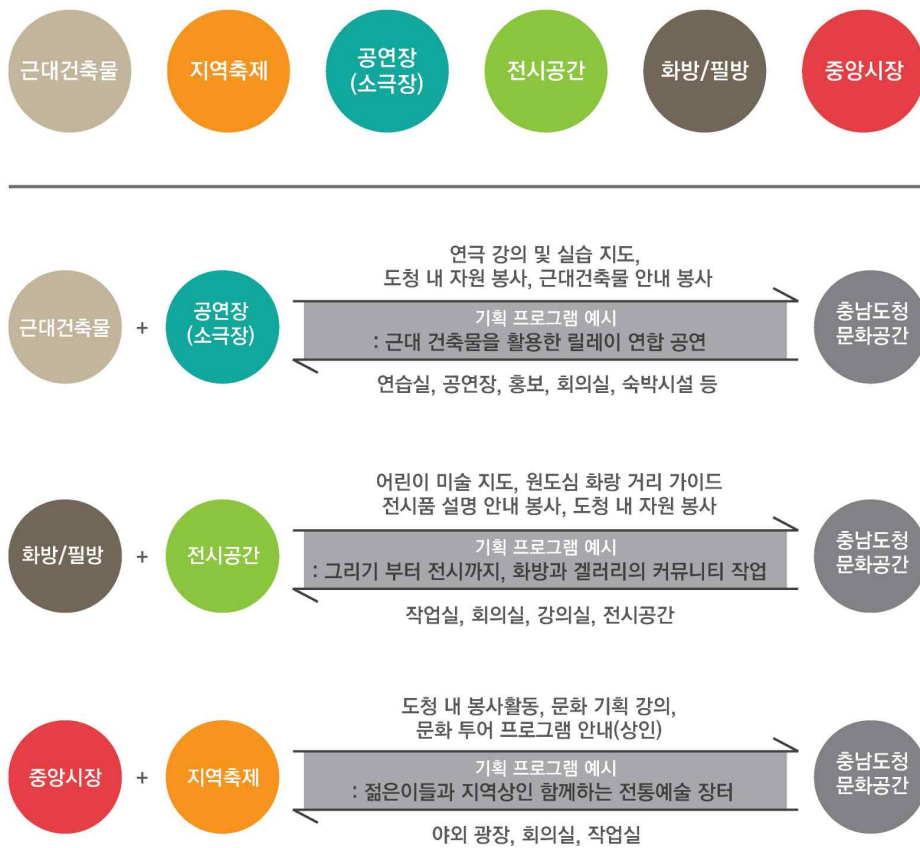 근대건축물
지역축제
공연장
(소극장)
전시공간
화방/필방
중앙시장
연극 강의 및 실습 지도,
도청 내 자원 봉사, 근대건축물 안내 봉사
근대건축물
+
공연장
(소극장)
기획 프로그램 예시
: 근대 건축물을 활용한 릴레이 연합 공연
충남도청
문화공간
연습실, 공연장, 홍보, 회의실, 숙박시설 등
어린이 미술 지도, 원도심 화랑 거리 가이드
전시품 설명 안내 봉사, 도청 내 자원 봉사
화방/필방
+
전시공간
기획 프로그램 예시
: 그리기 부터 전시까지, 화방과 겔러리의 커뮤니티 작업
충남도청
문화공간
작업실, 회의실, 강의실, 전시공간
도청 내 봉사활동, 문화 기획 강의,
문화 투어 프로그램 안내(상인)
중앙시장
+
지역축제
기획 프로그램 예시
: 젊은이들과 지역상인 함께하는 전통예술 장터
충남도청
문화공간
야외 광장, 회의실, 작업실